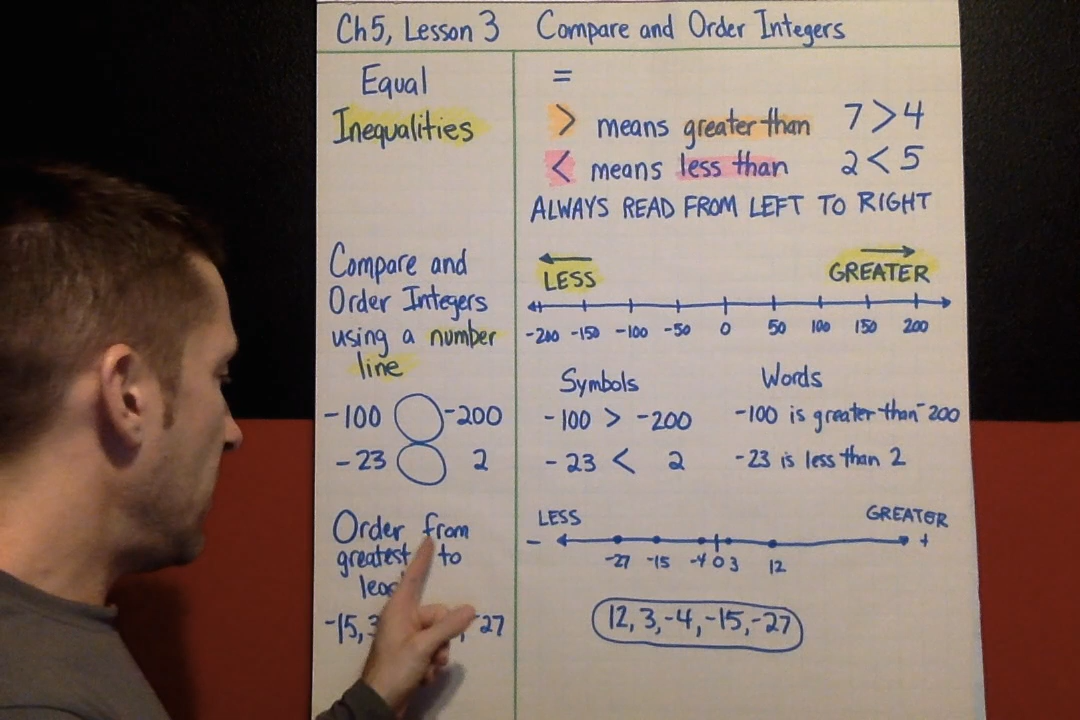 Ch 5, Lesson 3 Compare and Order Integers
Equal =
Inequalities > means greater than 7 > 4
< means less than 2 < 5
ALWAYS READ FROM LEFT TO RIGHT
Compare and
Order Integers
using a number
line
LESS GREATER
-200 -150 -100 -50 0 50 100 150 200
Symbols Words
-100 -200 -100 > -200 -100 is greater than -200
-23 2 -23 < 2 -23 is less than 2
Order from
greatest to
LESS GREATER
- +
-27 -15 -4 0 3 12
-15, -27
12, 3, -4, -15, -27